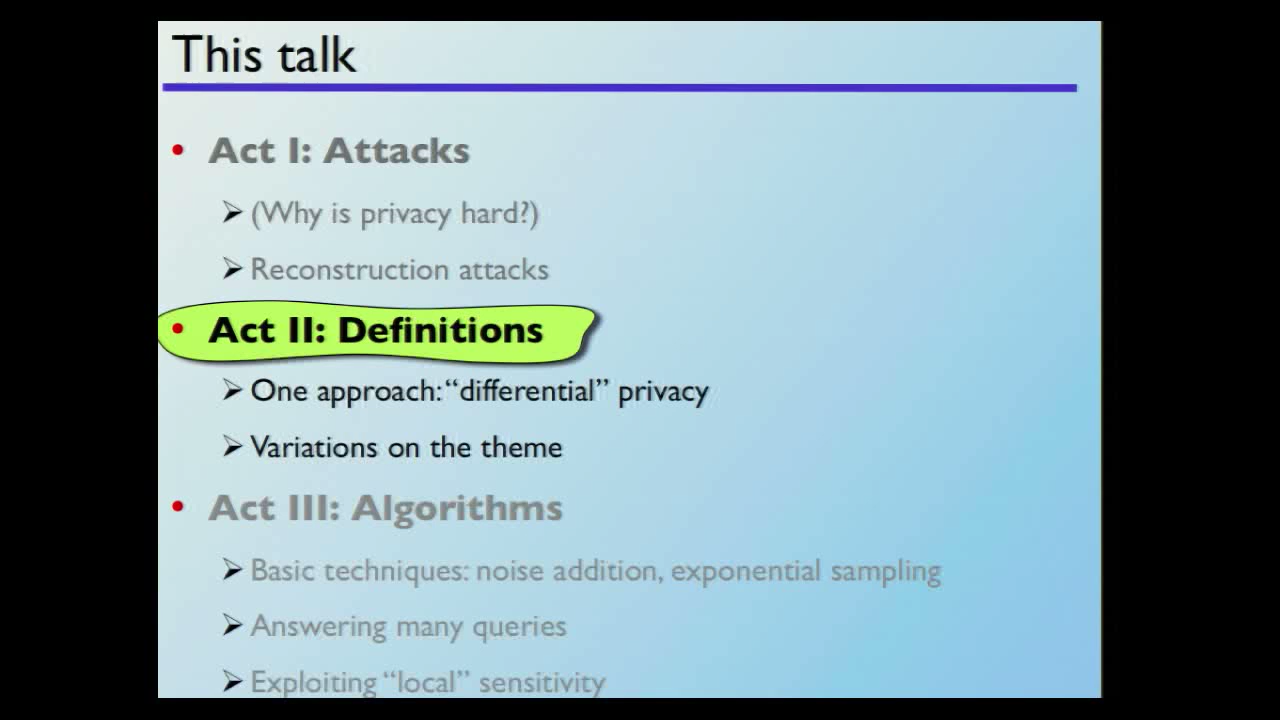 This talk
• Act I: Attacks
➢ (Why is privacy hard?)
➢ Reconstruction attacks
• Act II: Definitions
➢ One approach: “differential” privacy
➢ Variations on the theme
• Act III: Algorithms
➢ Basic techniques: noise addition, exponential sampling
➢ Answering many queries
➢ Exploiting “local” sensitivity